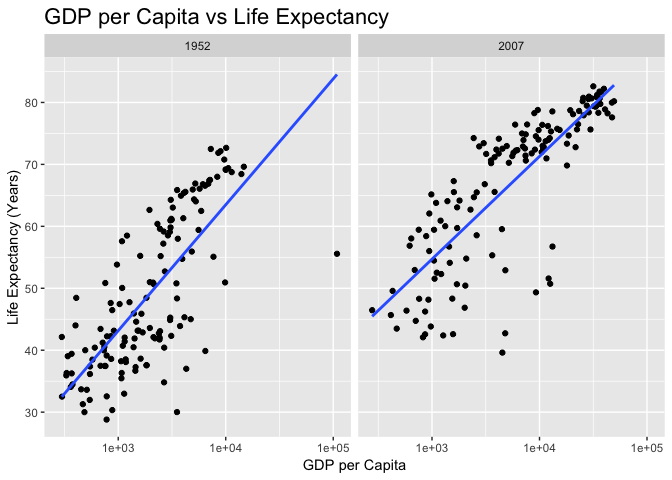 GDP per Capita vs Life Expectancy
1952
2007
Life Expectancy (Years)
80
70
60
50
40
30
1e+03
1e+04
1e+05
1e+03
1e+04
1e+05
GDP per Capita